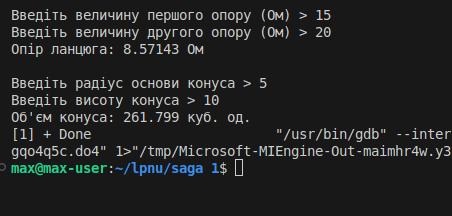 Введіть величину першого опору (Ом) > 15
Введіть величину другого опору (Ом) > 20
Опір ланцюга: 8.57143 Ом
Введіть радіус основи конуса > 5
Введіть висоту конуса > 10
Об'єм конуса: 261.799 куб. од.
[1] + Done                       "/usr/bin/gdb" --inter
gqo4q5c.do4" 1>"/tmp/Microsoft-MIEngine-Out-maimhr4w.y3
max@max-user:~/lpnu/saga 1$